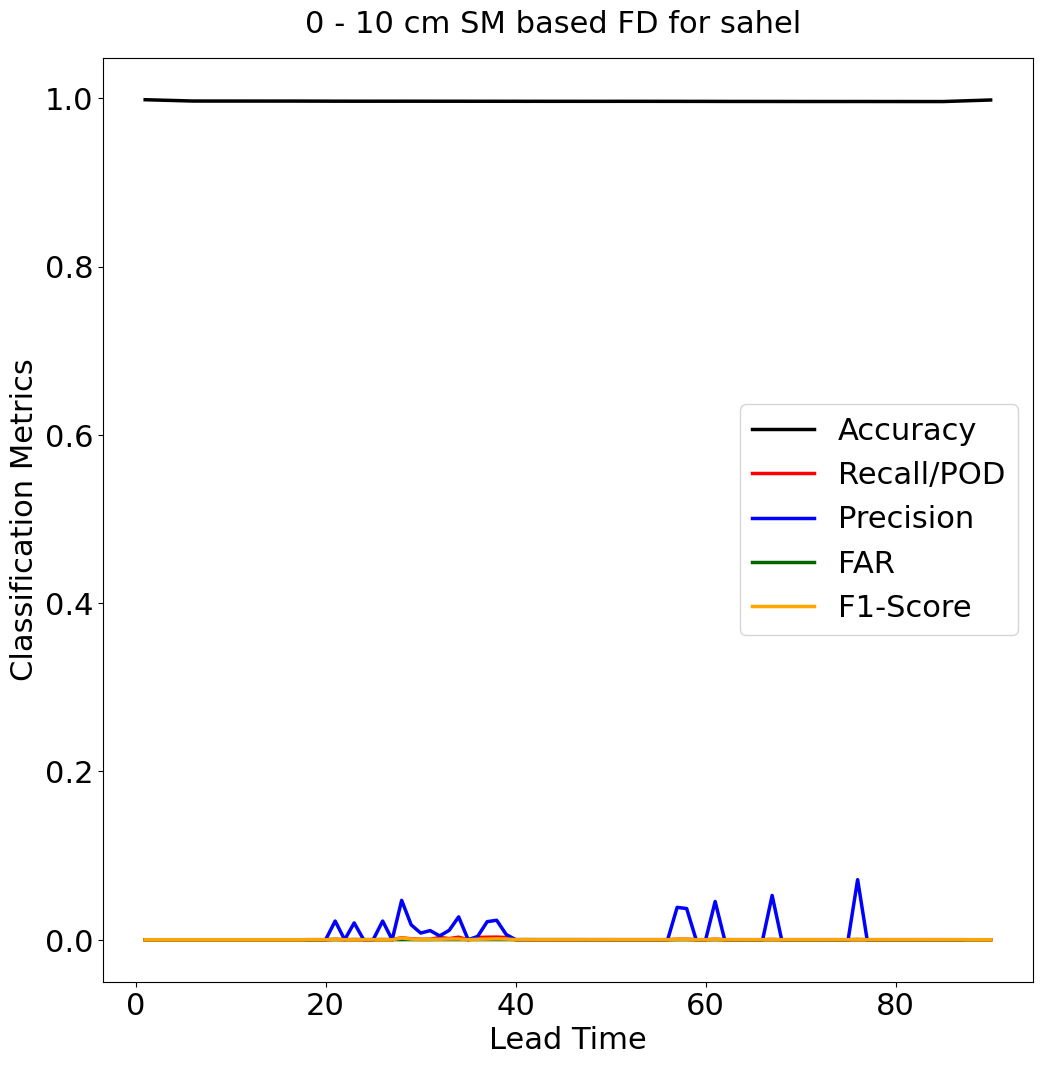 0 - 10 cm SM based FD for sahel
1.0
0.8
0.6
0.4
0.2
0.0
Classification Metrics
Accuracy
Recall/POD
Precision
FAR
F1-Score
0 20 40 60 80
Lead Time